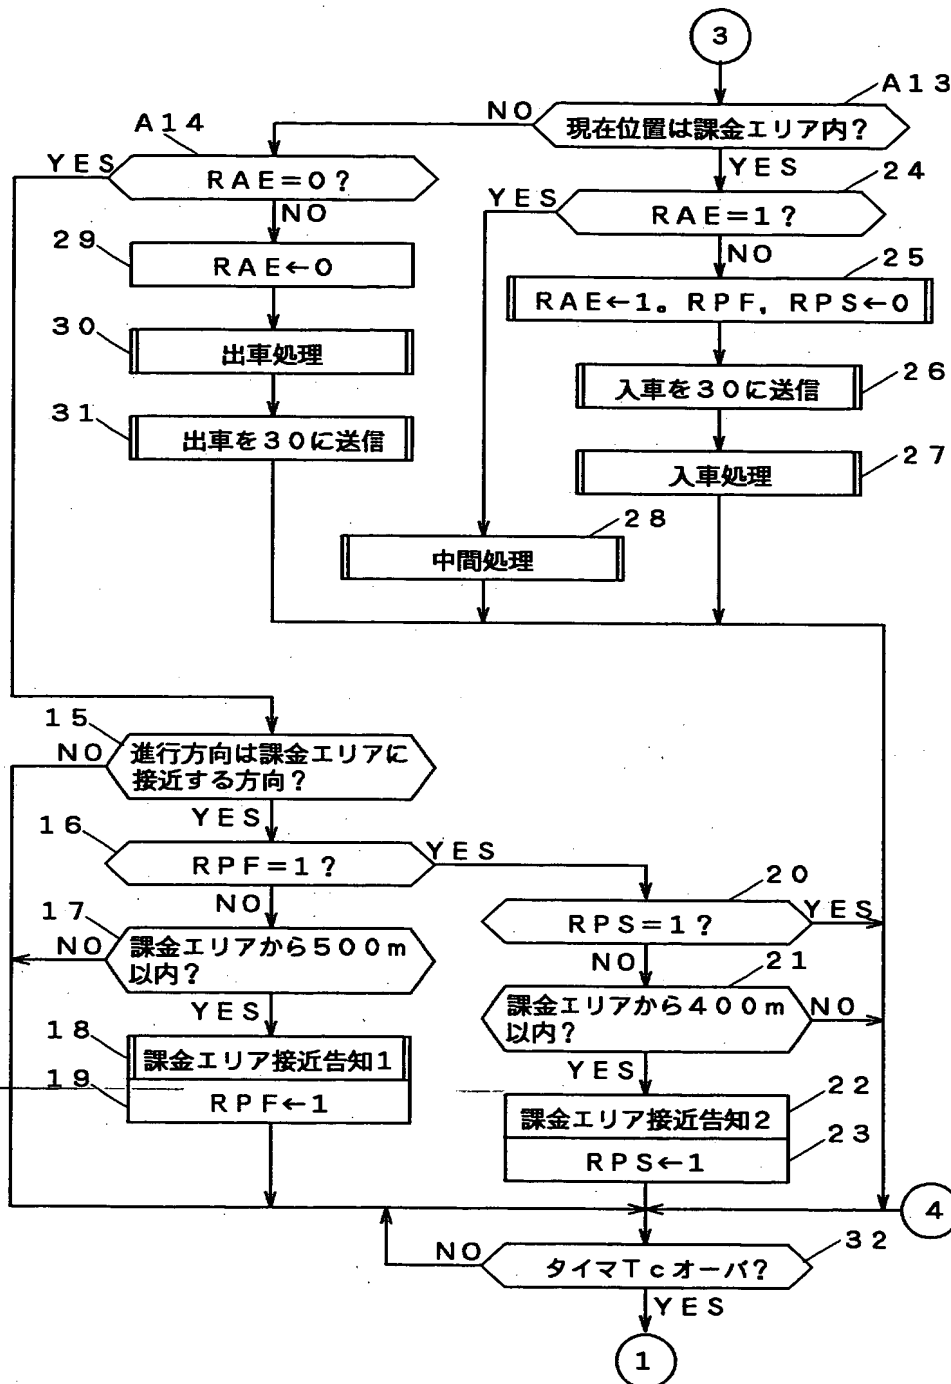 3
A13
NO
現在位置は課金エリア内？
A14
YES
RAE=0？
YES
24
YES
RAE=1？
NO
29
RAE←0
NO
25
RAE←1。RPF，RPS←0
30
出車処理
26
入車を30に送信
31
出車を30に送信
27
入車処理
28
中間処理
15
NO
進行方向は課金エリアに
接近する方向？
YES
16
RPF=1？
YES
20
NO
RPS=1？
YES
17
NO
課金エリアから500m
以内？
NO
21
課金エリアから400m
以内？
NO
YES
18
課金エリア接近告知1
YES
19
RPF←1
22
課金エリア接近告知2
23
RPS←1
4
32
NO
タイマTcオーバ？
YES
1